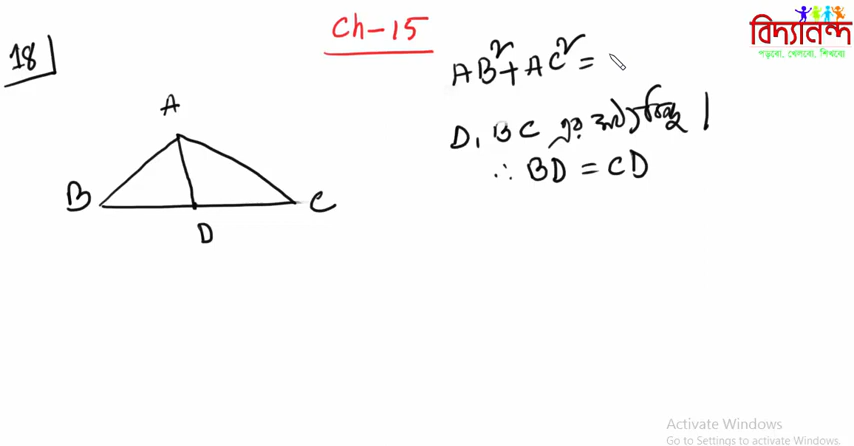 Ch-15
বিদ্যানন্দ
পড়বো, খেলবো, শিখবো
18
AB²+AC² =
D, BC এর মধ্যবিন্দু।
∴ BD = CD
A
B
C
D
Activate Windows
Go to Settings to activate Windows.